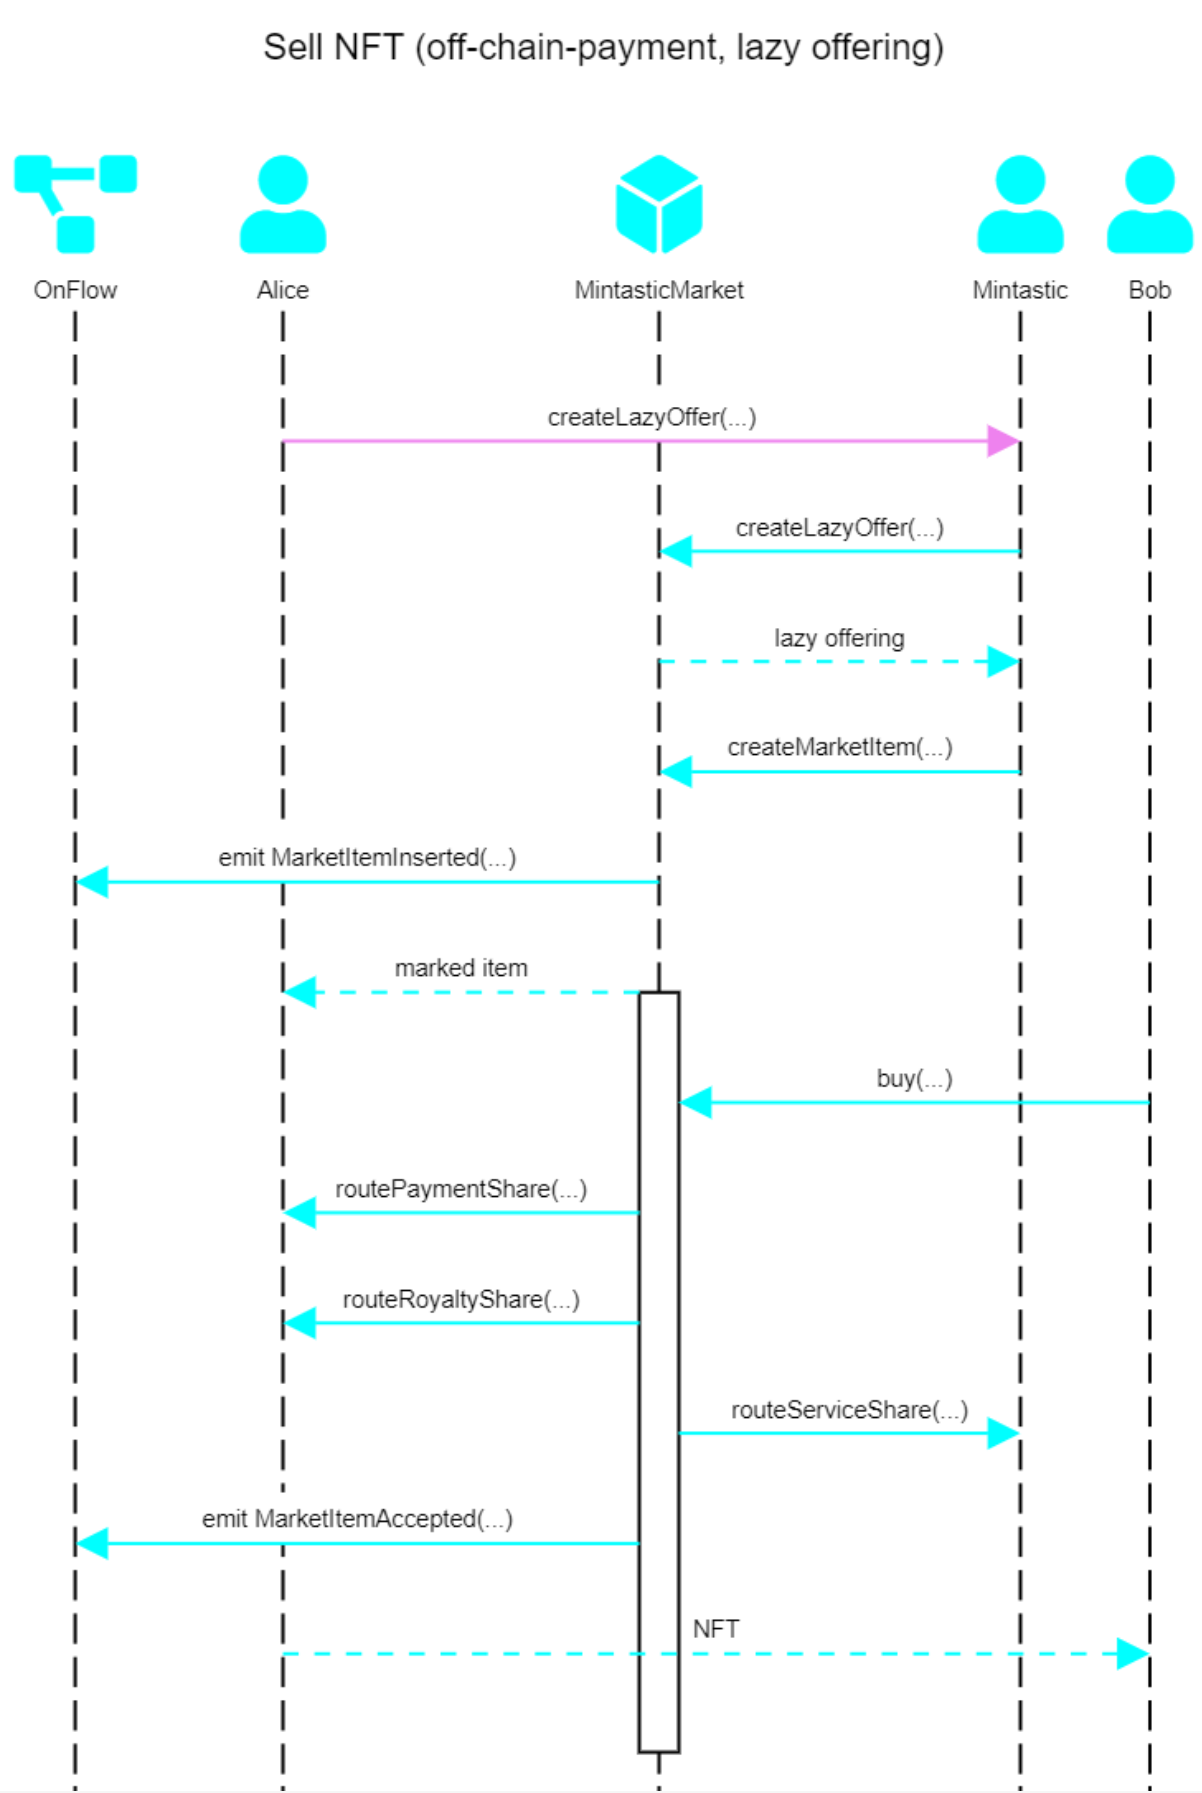 Sell NFT (off-chain-payment, lazy offering)
OnFlow
Alice
MintasticMarket
Mintastic
Bob
createLazyOffer(...)
createLazyOffer(...)
lazy offering
createMarketItem(...)
emit MarketItemInserted(...)
marked item
buy(...)
routePaymentShare(...)
routeRoyaltyShare(...)
routeServiceShare(...)
emit MarketItemAccepted(...)
NFT